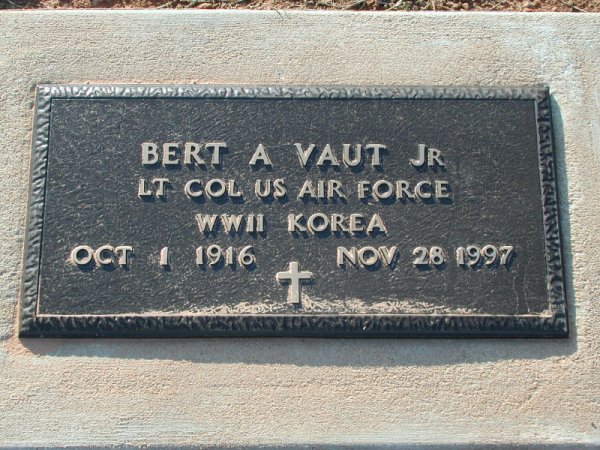 BERT A VAUT JR
LT COL US AIR FORCE
WWII KOREA
OCT 1 1916 NOV 28 1997